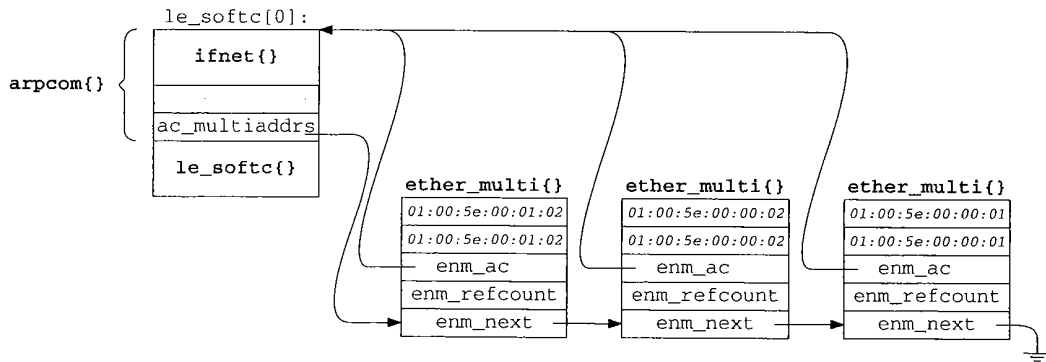 le_softc[0]:
ifnet{}
arpcom{}
ac_multiaddrs
le_softc{}
ether_multi{} ether_multi{} ether_multi{}
01:00:5e:00:01:02 01:00:5e:00:00:02 01:00:5e:00:00:01
01:00:5e:00:01:02 01:00:5e:00:00:02 01:00:5e:00:00:01
enm_ac enm_ac enm_ac
enm_refcount enm_refcount enm_refcount
enm_next enm_next enm_next